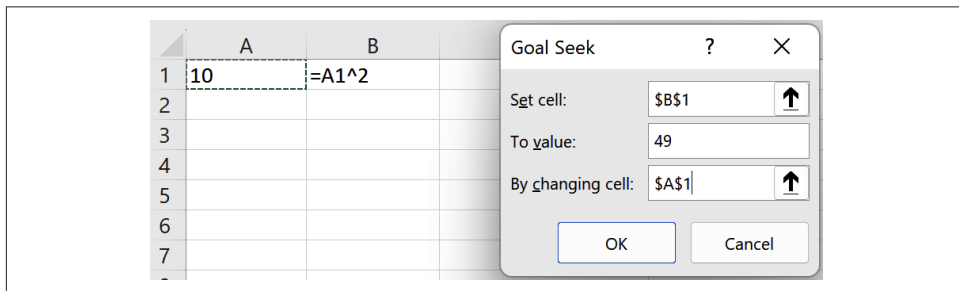 A B
Goal Seek ? ×
1 10 =A1^2
2
Set cell: $B$1
3
To value: 49
4
By changing cell: $A$1
5
6
OK Cancel
7